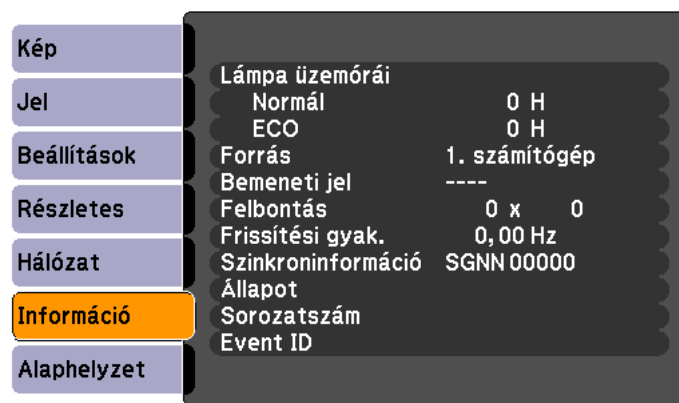 Kép
Jel
Beállítások
Részletes
Hálózat
Információ
Alaphelyzet
Lámpa üzemórái
Normál 0 H
ECO 0 H
Forrás 1. számítógép
Bemeneti jel ----
Felbontás 0 x 0
Frissítési gyak. 0,00 Hz
Szinkroninformáció SGNN 00000
Állapot
Sorozatszám
Event ID